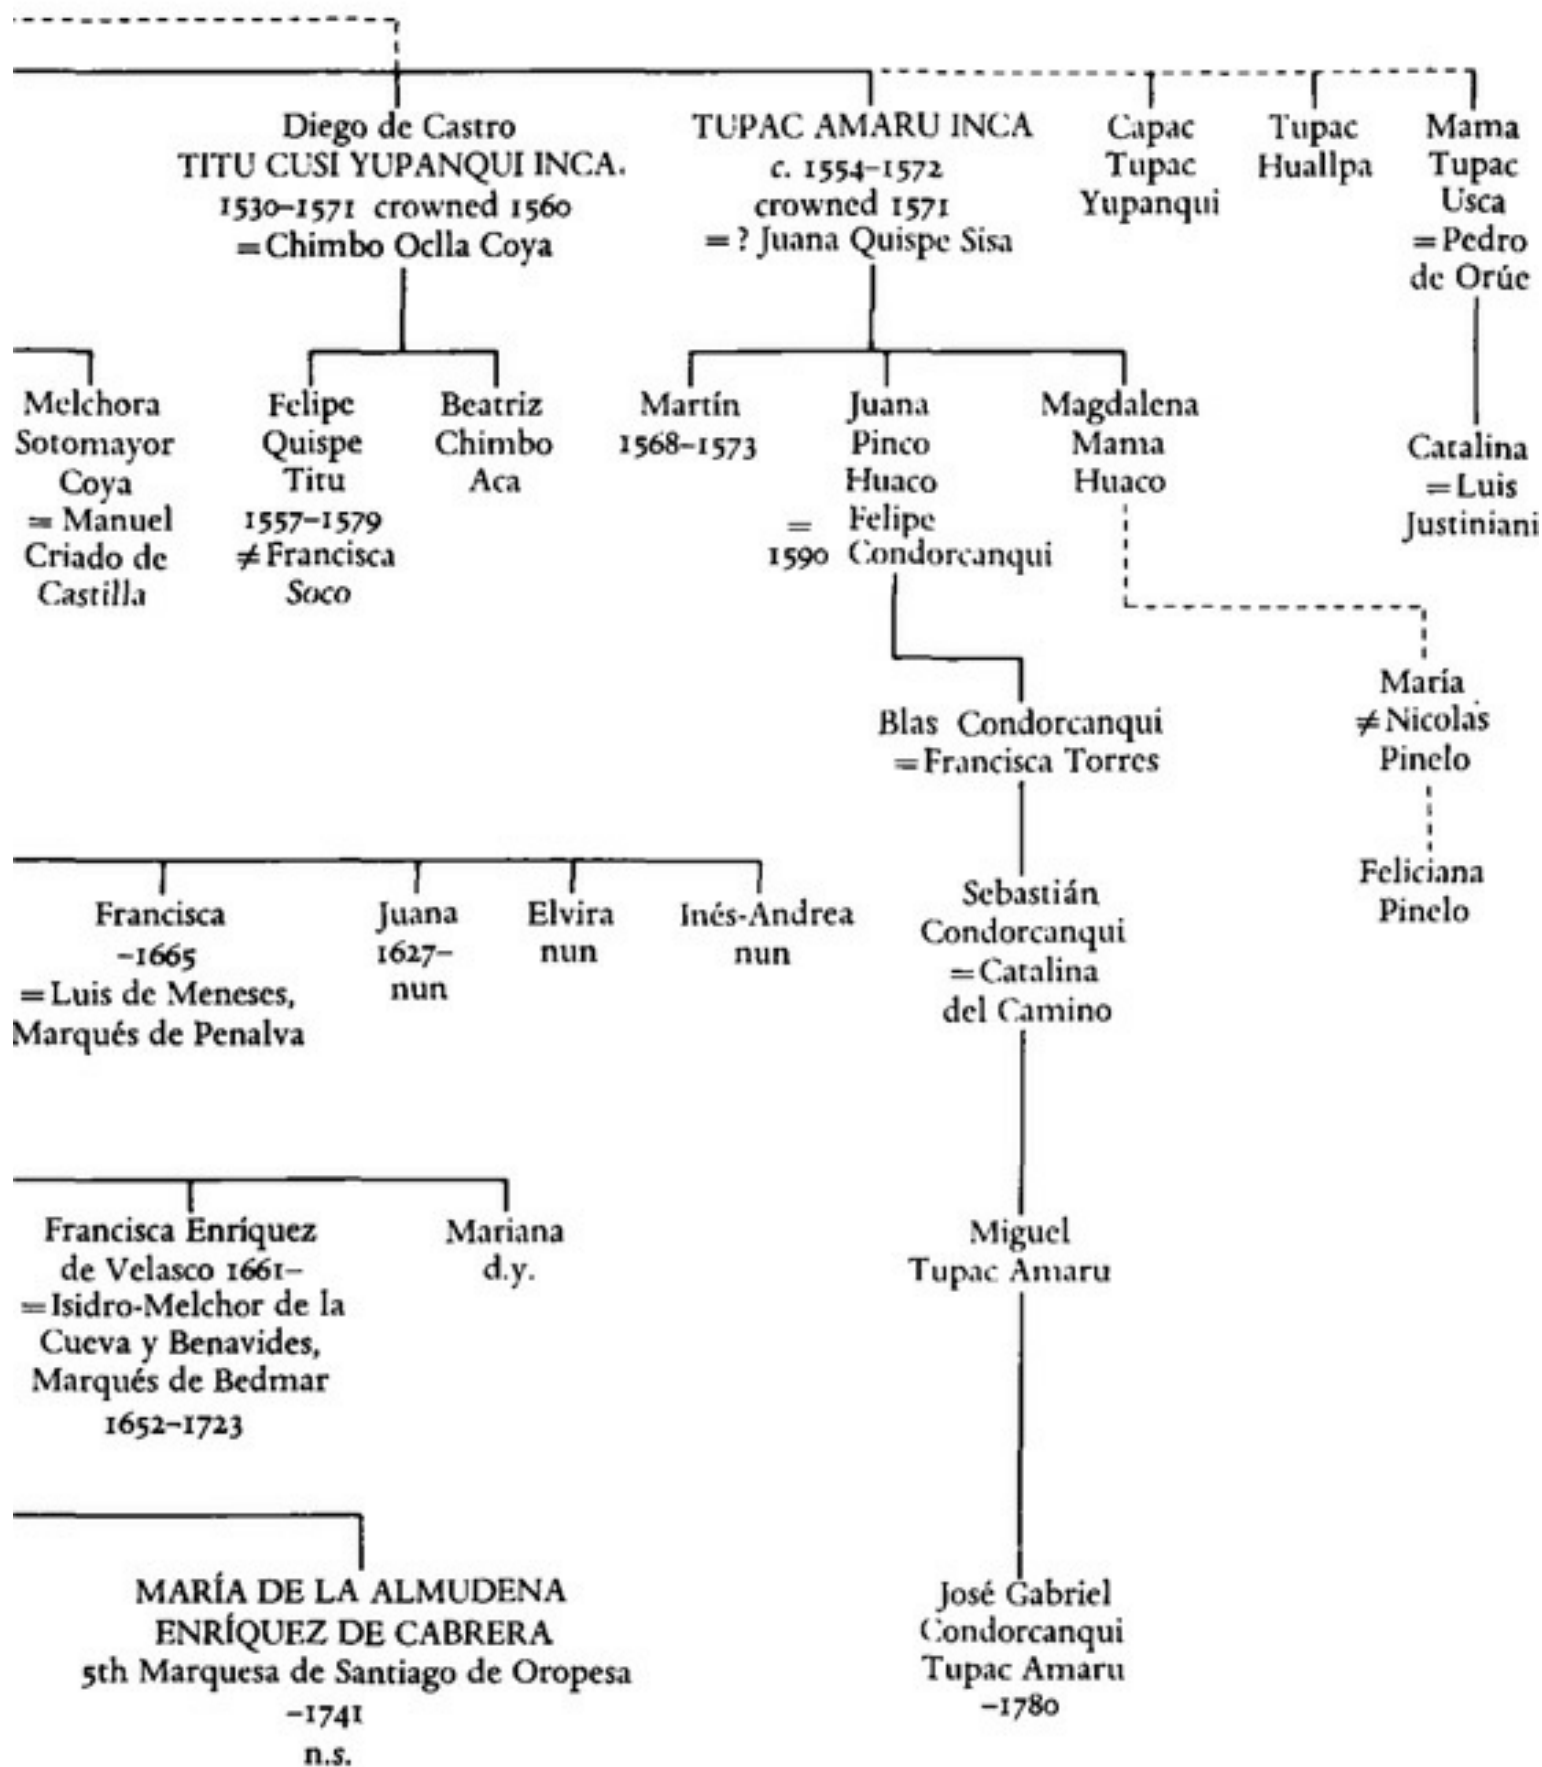 Diego de Castro
TITU CUSI YUPANQUI INCA.
1530–1571 crowned 1560
=Chimbo Oclla Coya
TUPAC AMARU INCA
c. 1554–1572
crowned 1571
=? Juana Quispe Sisa
Capac
Tupac
Yupanqui
Tupac
Huallpa
Mama
Tupac
Usca
=Pedro
de Orúe
Melchora
Sotomayor
Coya
= Manuel
Criado de
Castilla
Felipe
Quispe
Titu
1557–1579
≠Francisca
Soco
Beatriz
Chimbo
Aca
Martín
1568–1573
Juana
Pinco
Huaco
= Felipe
1590 Condorcanqui
Magdalena
Mama
Huaco
Catalina
=Luis
Justiniani
María
≠Nicolás
Pinelo
Blas Condorcanqui
=Francisca Torres
Feliciana
Pinelo
Francisca
–1665
=Luis de Meneses,
Marqués de Penalva
Juana
1627–
nun
Elvira
nun
Inés-Andrea
nun
Sebastián
Condorcanqui
=Catalina
del Camino
Francisca Enríquez
de Velasco 1661–
=Isidro-Melchor de la
Cueva y Benavides,
Marqués de Bedmar
1652–1723
Mariana
d.y.
Miguel
Tupac Amaru
MARÍA DE LA ALMUDENA
ENRÍQUEZ DE CABRERA
5th Marquesa de Santiago de Oropesa
–1741
n.s.
José Gabriel
Condorcanqui
Tupac Amaru
–1780